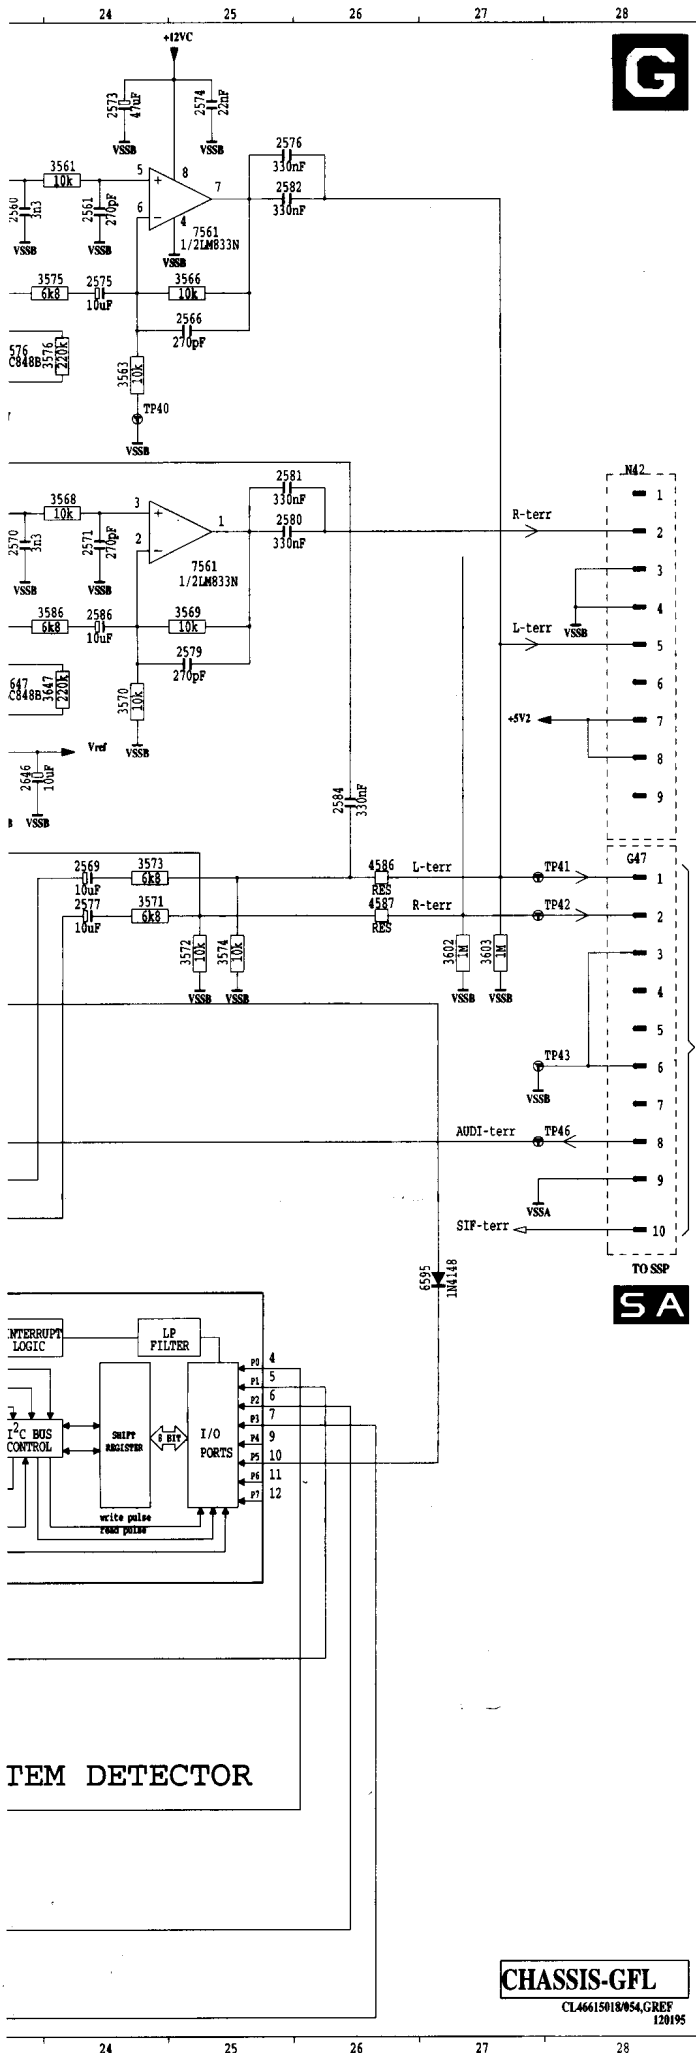 24 25 26 27 28
G
+12VC
2573 47uF
2574 22nF
VSSB VSSB
2576
330nF
3561
10k
5 + 8 7
2582
330nF
2560 3n3
2561 270pF
6 - 4
7561
1/2LM833N
VSSB VSSB VSSB
3575 2575 3566
6k8 10uF 10k
2566
270pF
576
C848B
3576 220k
3563 10k
TP40
VSSB
N42
1
2581
330nF
3568
10k
3 + 1
2580
330nF
R-terr
2
2570 3n3
2571 270pF
2 -
7561
1/2LM833N
3
VSSB VSSB
3586 2586 3569
6k8 10uF 10k
4
L-terr VSSB
5
2579
270pF
647
C848B
3647 220k
3570 10k
6
+5V2
7
Vref VSSB
8
2646 10uF
2584 330nF
9
B VSSB
G47
2569 3573
10uF 6k8
4586
RES
L-terr TP41
1
2577 3571
10uF 6k8
4587
RES
R-terr TP42
2
3572 10k
3574 10k
3602 1M
3603 1M
3
VSSB VSSB VSSB VSSB
4
5
TP43
6
VSSB
7
AUDI-terr TP46
8
9
VSSA
SIF-terr
10
TO SSP
6595 1N4148
S A
NTERRUPT
LOGIC
LP
FILTER
P0 4
P1 5
P2 6
P3 7
P4 9
P5 10
P6 11
P7 12
I2C BUS
CONTROL
SHIFT
REGISTER
8 BIT
I/O
PORTS
write pulse
read pulse
TEM DETECTOR
CHASSIS-GFL
CL46615018/054,GREF
120195
24 25 26 27 28